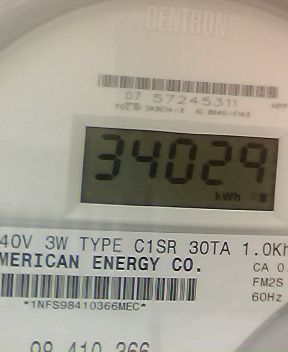 CENTRON®
07 57245311
34029
kWh
40V 3W TYPE C1SR 30TA 1.0Kh
MERICAN ENERGY CO.
CA 0.
FM2S
60Hz
*1NFS98410366MEC*
98 410 366